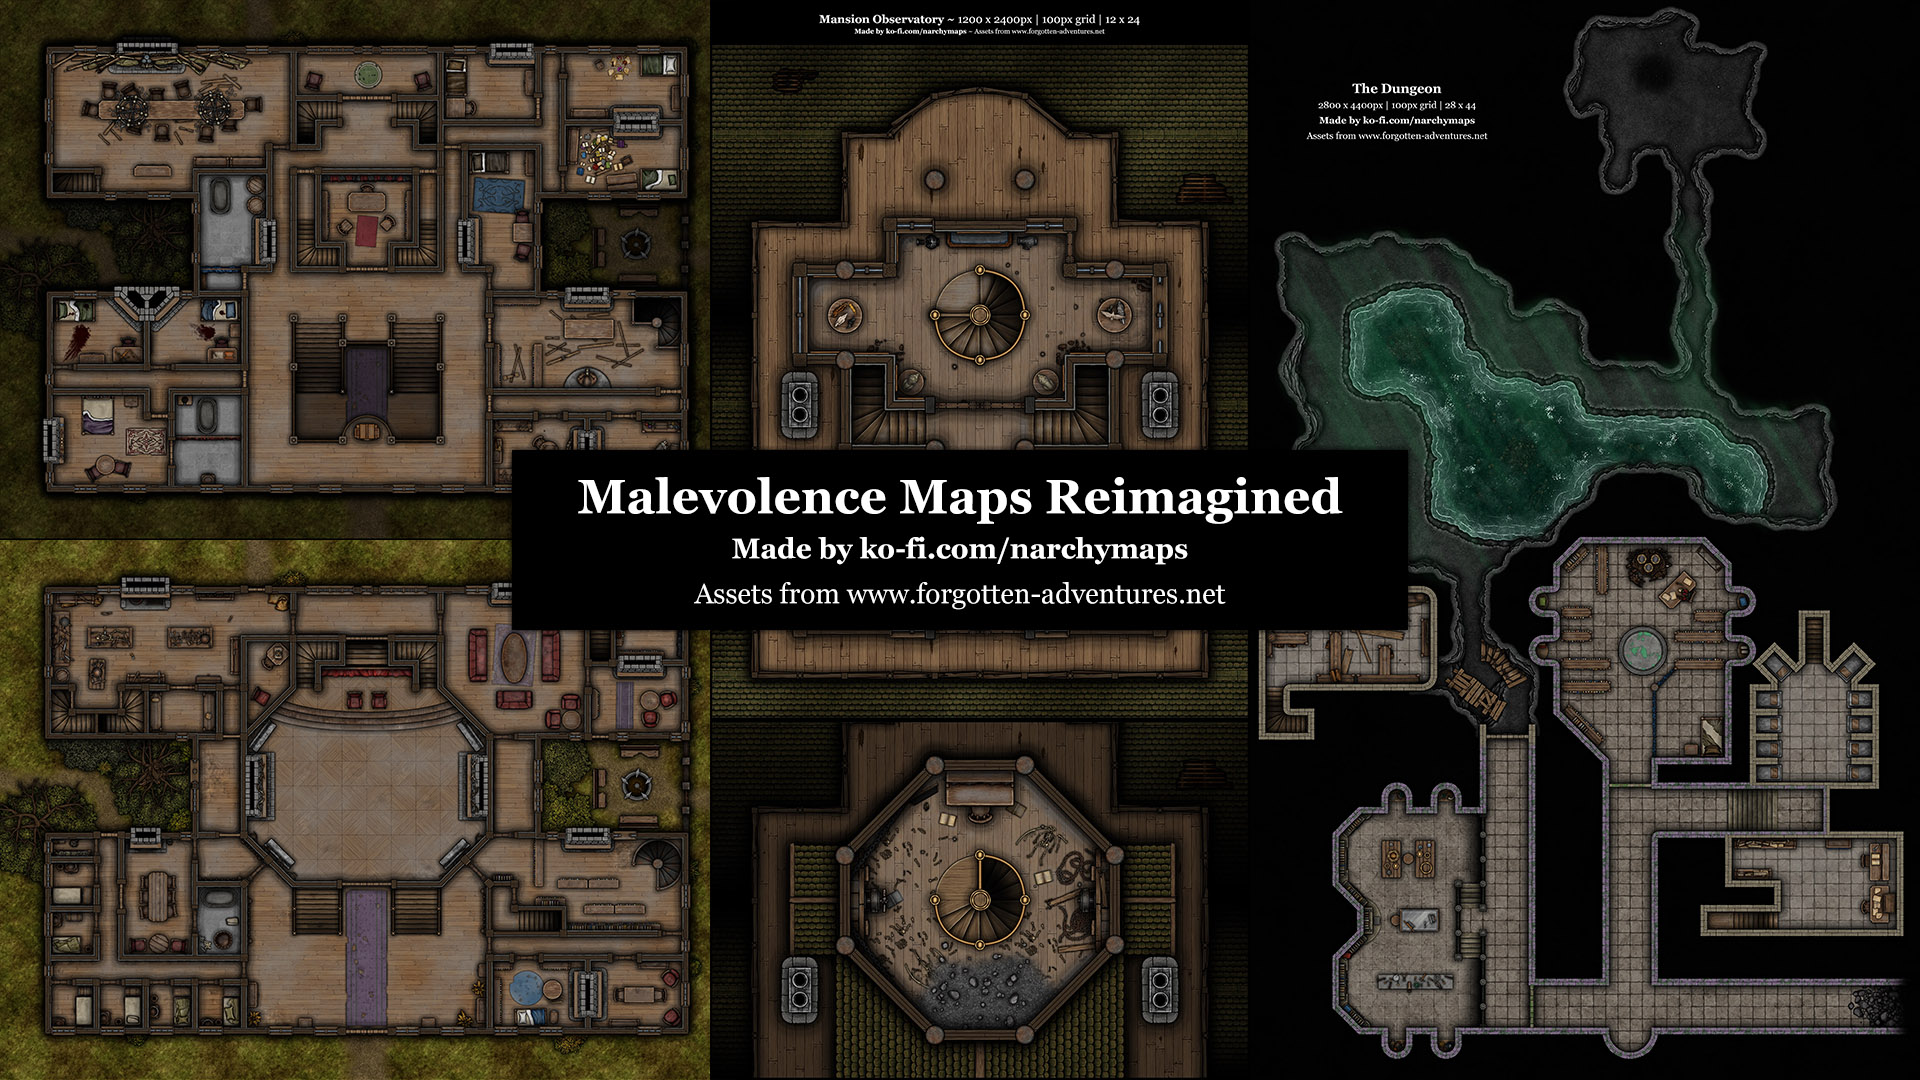 Mansion Observatory ~ 1200 x 2400px | 100px grid | 12 x 24
Made by ko-fi.com/narchymaps ~ Assets from www.forgotten-adventures.net
The Dungeon
2800 x 4400px | 100px grid | 28 x 44
Made by ko-fi.com/narchymaps
Assets from www.forgotten-adventures.net
Malevolence Maps Reimagined
Made by ko-fi.com/narchymaps
Assets from www.forgotten-adventures.net